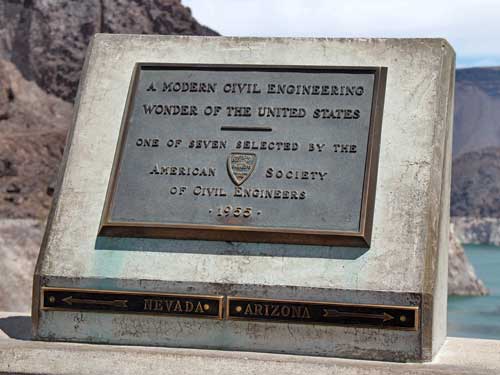 A MODERN CIVIL ENGINEERING
WONDER OF THE UNITED STATES
ONE OF SEVEN SELECTED BY THE
AMERICAN SOCIETY
OF CIVIL ENGINEERS
· 1955 ·
NEVADA ARIZONA